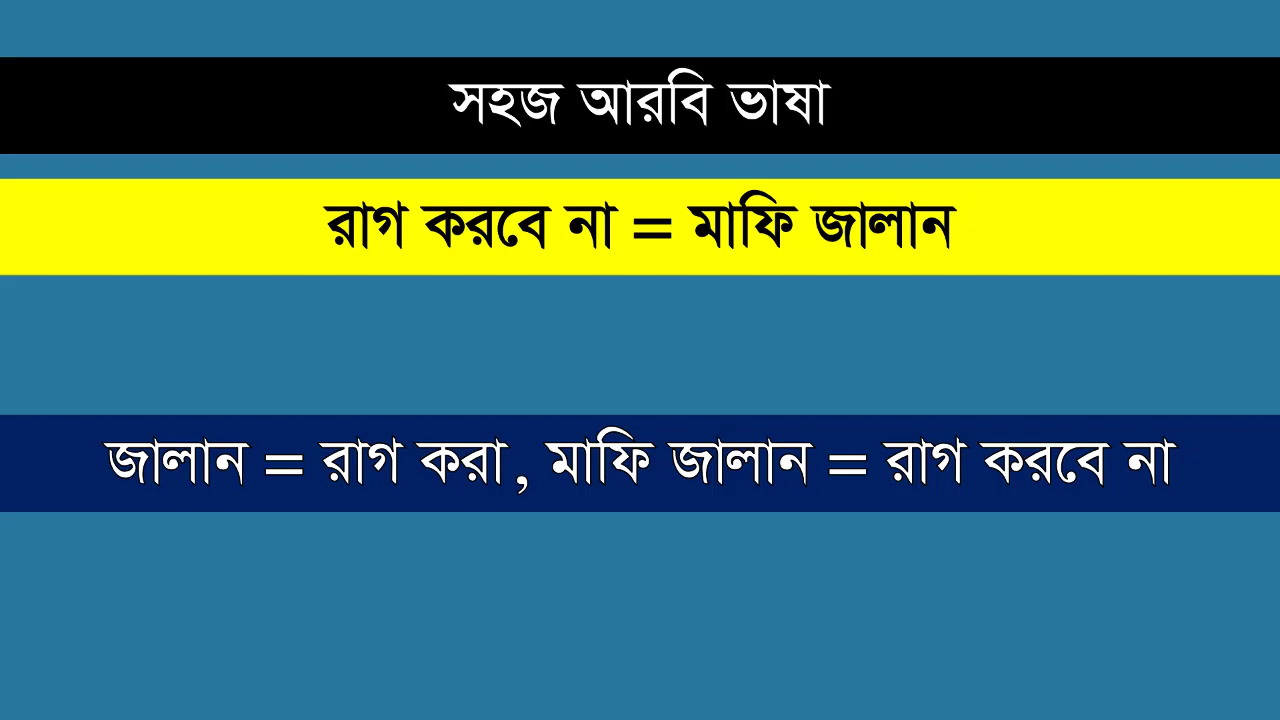 সহজ আরবি ভাষা
রাগ করবে না = মাফি জালান
জালান = রাগ করা, মাফি জালান = রাগ করবে না